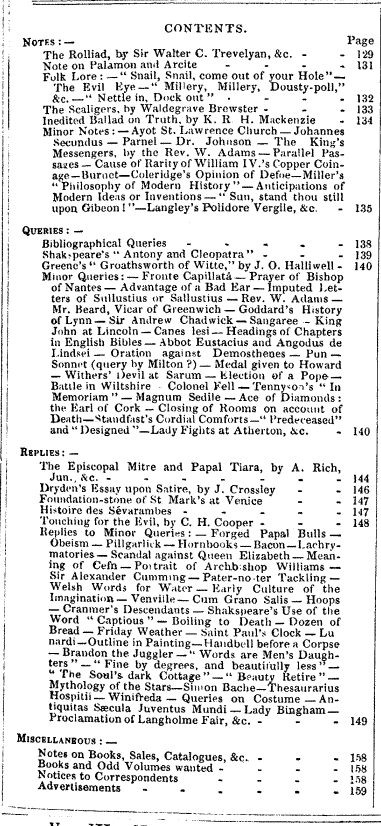 CONTENTS.
NOTES: — Page
The Rolliad, by Sir Walter C. Trevelyan, &c. - - 129
Note on Palamon and Arcite - - - - 131
Folk Lore: — "Snail, Snail, come out of your Hole"—
The Evil Eye — "Millery, Millery, Dousty-poll,"
&c. — "Nettle in, Dock out" - - - - 132
The Scaligers, by Waldegrave Brewster - - - 133
Inedited Ballad on Truth, by K. R. H. Mackenzie - 134
Minor Notes: — Ayot St. Lawrence Church — Johannes
Secundus — Parnel — Dr. Johnson — The King's
Messengers, by the Rev. W. Adams — Parallel Pas-
sages — Cause of Rarity of William IV.'s Copper Coin-
age—Burnet—Coleridge's Opinion of Defoe—Miller's
"Philosophy of Modern History" — Anticipations of
Modern Ideas or Inventions — "Sun, stand thou still
upon Gibeon!"—Langley's Polidore Vergile, &c. - 135
QUERIES: —
Bibliographical Queries - - - - - 138
Shakspeare's "Antony and Cleopatra" - - - 139
Greene's "Groathsworth of Witte," by J. O. Halliwell - 140
Minor Queries: — Fronte Capillatâ — Prayer of Bishop
of Nantes — Advantage of a Bad Ear — Imputed Let-
ters of Sullustius or Sallustius — Rev. W. Adams —
Mr. Beard, Vicar of Greenwich — Goddard's History
of Lynn — Sir Andrew Chadwick — Sangaree - King
John at Lincoln — Canes lesi — Headings of Chapters
in English Bibles — Abbot Eustacius and Angodus de
Lindsei — Oration against Demosthenes — Pun —
Sonnet (query by Milton?) — Medal given to Howard
— Withers' Devil at Sarum — Election of a Pope —
Battle in Wiltshire - Colonel Fell — Tennyson's "In
Memoriam" — Magnum Sedile — Ace of Diamonds:
the Earl of Cork — Closing of Rooms on account of
Death—Standfast's Cordial Comforts—"Predeceased"
and "Designed"—Lady Fights at Atherton, &c. - 140
REPLIES: —
The Episcopal Mitre and Papal Tiara, by A. Rich,
Jun., &c. - - - - - - - 144
Dryden's Essay upon Satire, by J. Crossley - - 146
Foundation-stone of St Mark's at Venice - - 147
Histoire des Sévarambes - - - - - 147
Touching for the Evil, by C. H. Cooper - - - 148
Replies to Minor Queries: — Forged Papal Bulls —
Obeism — Pillgarlick — Hornbooks — Bacon — Lachry-
matories — Scandal against Queen Elizabeth — Mean-
ing of Cefn — Portrait of Archbishop Williams —
Sir Alexander Cumming — Pater-noster Tackling —
Welsh Words for Water — Early Culture of the
Imagination — Venville — Cum Grano Salis — Hoops
— Cranmer's Descendants — Shakspeare's Use of the
Word "Captious" — Boiling to Death — Dozen of
Bread — Friday Weather — Saint Paul's Clock — Lu
nardi—Outline in Painting—Handbell before a Corpse
— Brandon the Juggler — "Words are Men's Daugh-
ters" — "Fine by degrees, and beautifully less" —
"The Soul's dark Cottage" — "Beauty Retire" —
Mythology of the Stars—Simon Bache—Thesaurarius
Hospitii — Winifreda — Queries on Costume — An-
tiquitas Sæcula Juventus Mundi — Lady Bingham —
Proclamation of Langholme Fair, &c. - - - 149
MISCELLANEOUS: —
Notes on Books, Sales, Catalogues, &c. - - - 158
Books and Odd Volumes wanted - - - - 158
Notices to Correspondents - - - - 158
Advertisements - - - - - - 159